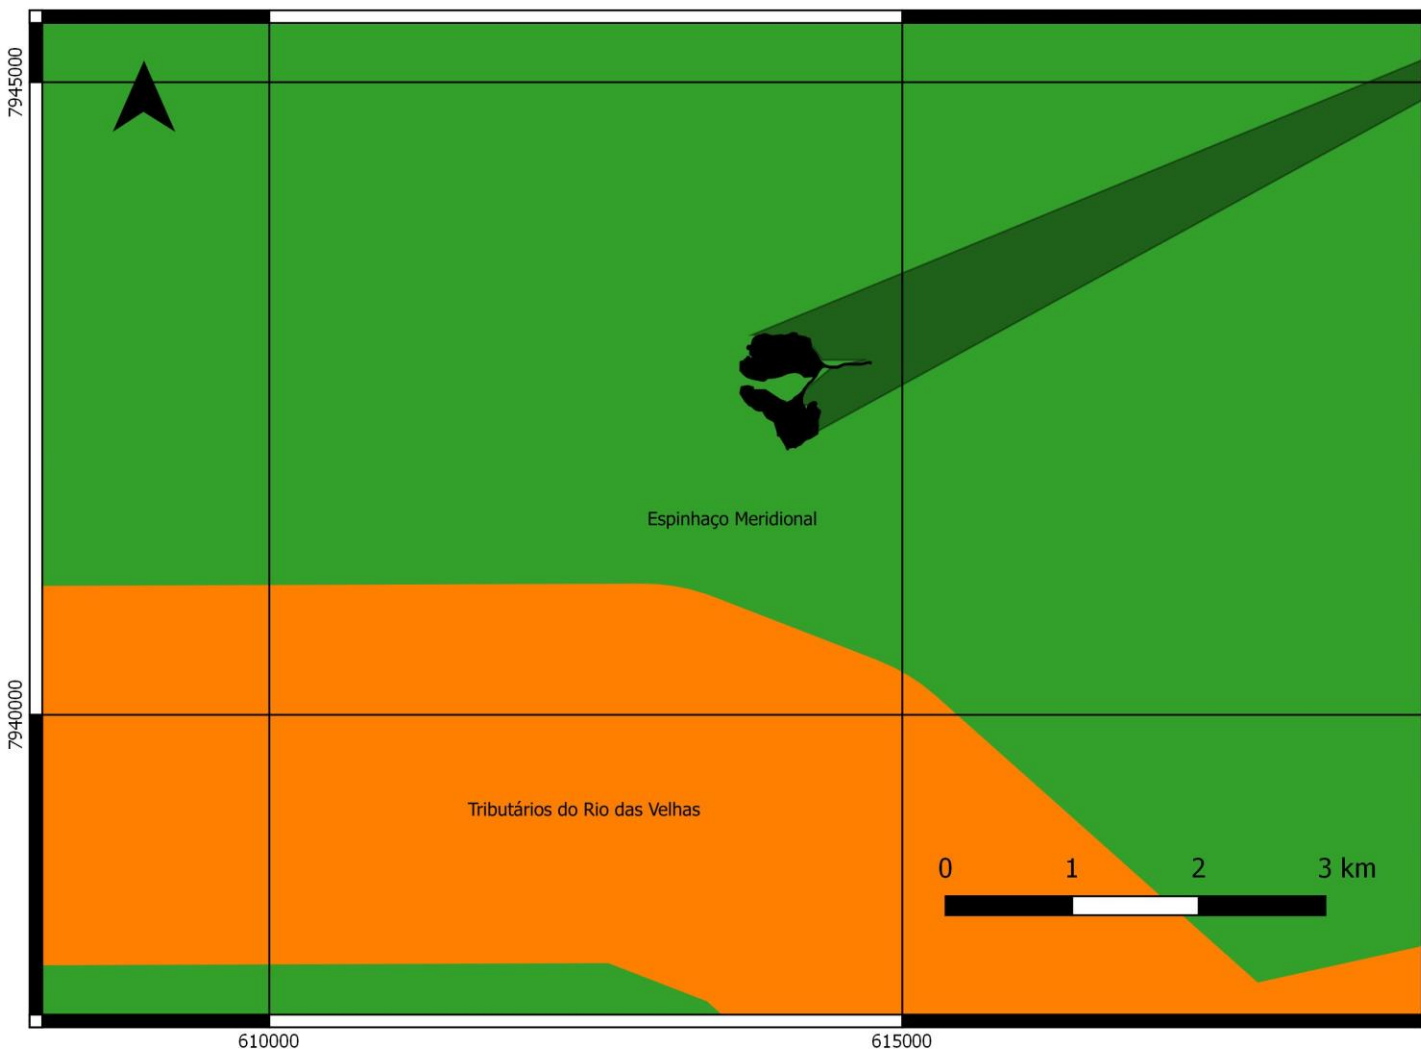 7945000
Espinhaço Meridional
7940000
Tributários do Rio das Velhas
0 1 2 3 km
610000 615000